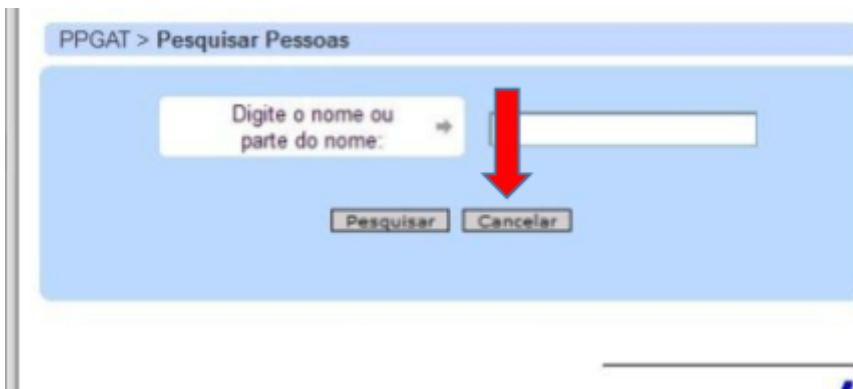 PPGAT > Pesquisar Pessoas
Digite o nome ou
parte do nome:
Pesquisar Cancelar